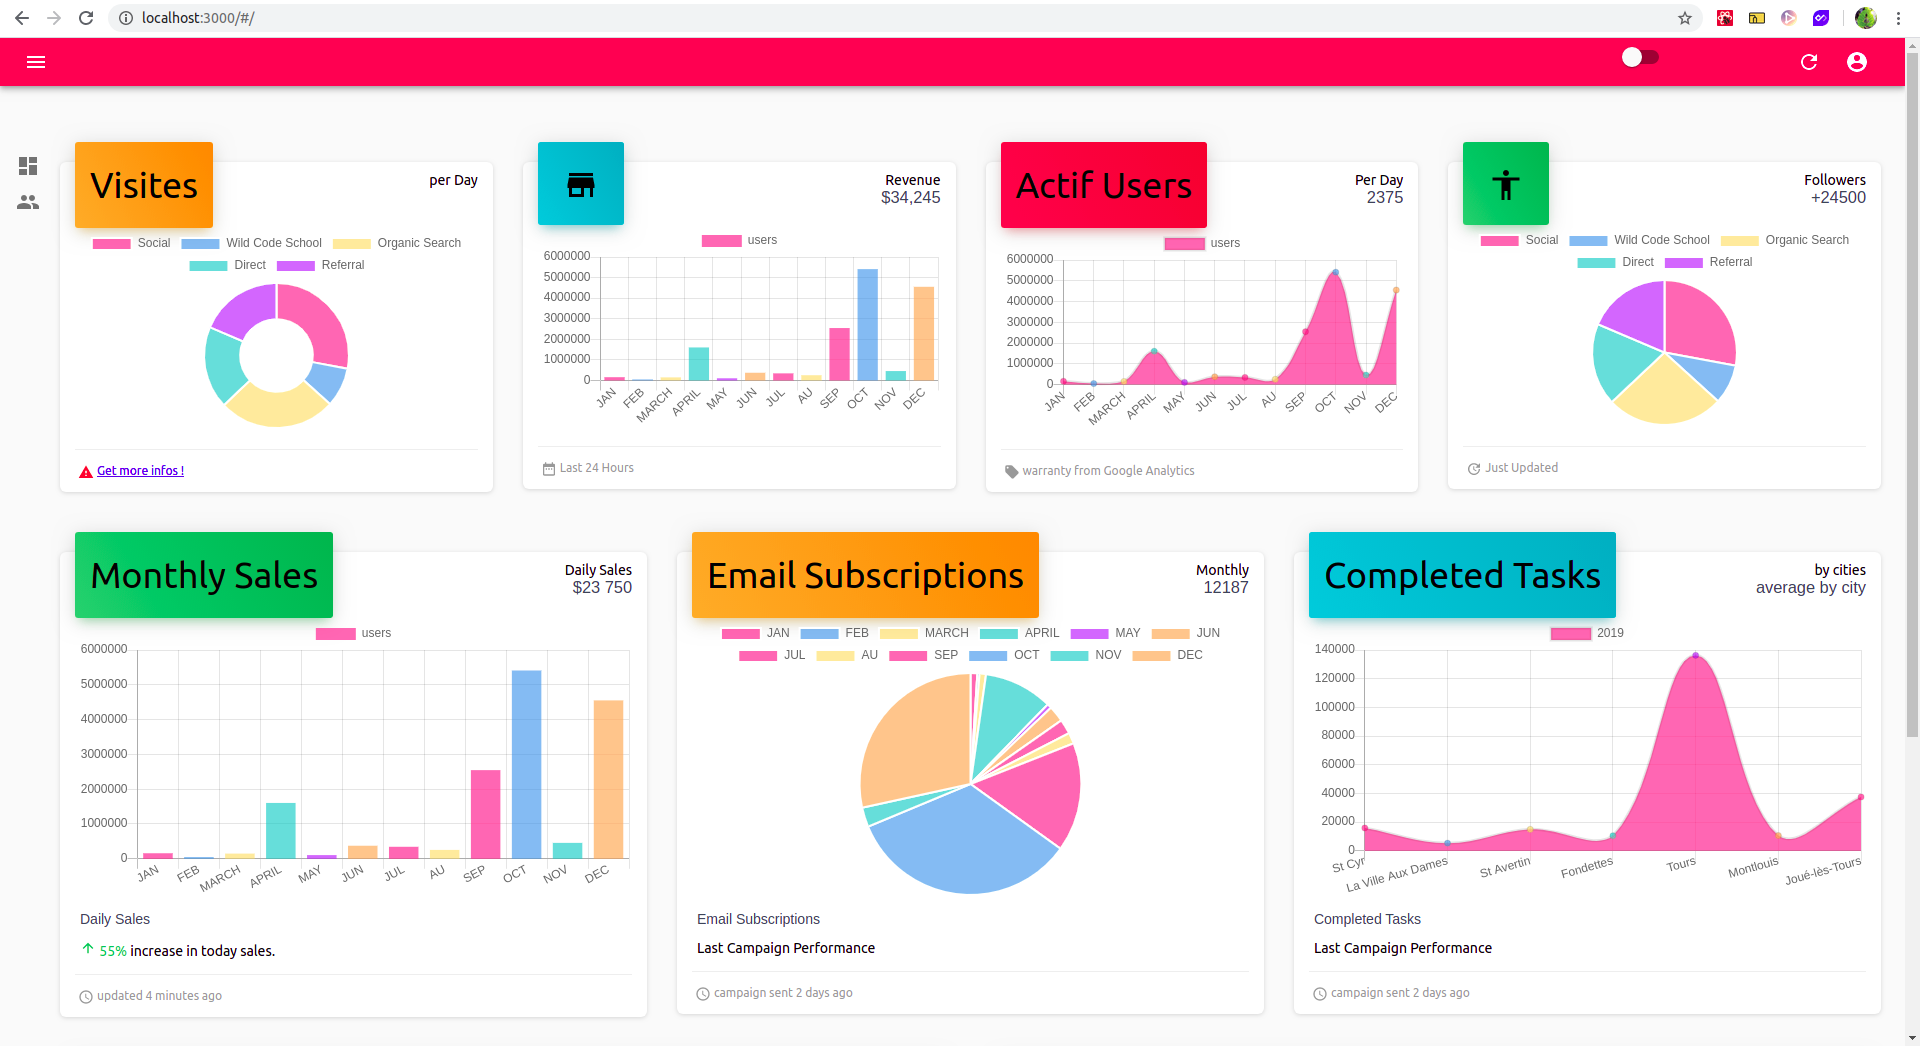 localhost:3000/#/
Visites
per Day
Social Wild Code School Organic Search
Direct Referral
Get more infos !
Revenue
$34,245
users
6000000
5000000
4000000
3000000
2000000
1000000
0
JAN FEB MARCH APRIL MAY JUN JUL AU SEP OCT NOV DEC
Last 24 Hours
Actif Users
Per Day
2375
users
6000000
5000000
4000000
3000000
2000000
1000000
0
JAN FEB MARCH APRIL MAY JUN JUL AU SEP OCT NOV DEC
warranty from Google Analytics
Followers
+24500
Social Wild Code School Organic Search
Direct Referral
Just Updated
Monthly Sales
Daily Sales
$23 750
users
6000000
5000000
4000000
3000000
2000000
1000000
0
JAN FEB MARCH APRIL MAY JUN JUL AU SEP OCT NOV DEC
Daily Sales
55% increase in today sales.
updated 4 minutes ago
Email Subscriptions
Monthly
12187
JAN FEB MARCH APRIL MAY JUN
JUL AU SEP OCT NOV DEC
Email Subscriptions
Last Campaign Performance
campaign sent 2 days ago
Completed Tasks
by cities
average by city
2019
140000
120000
100000
80000
60000
40000
20000
0
St Cyr La Ville Aux Dames St Avertin Fondettes Tours Montlouis Joué-lès-Tours
Completed Tasks
Last Campaign Performance
campaign sent 2 days ago